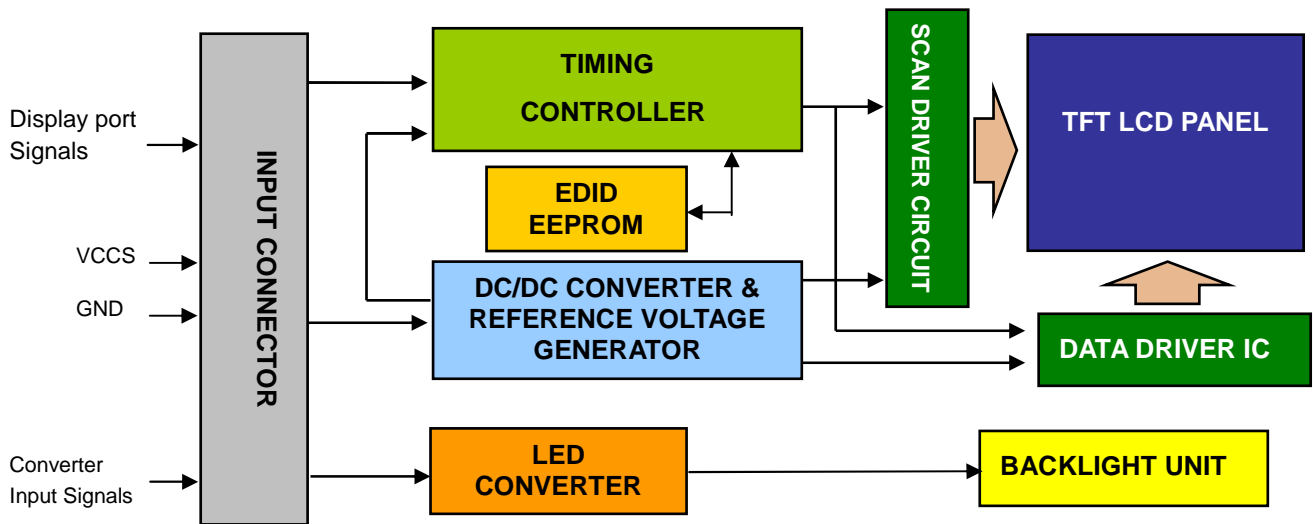 Display port
Signals
VCCS
GND
Converter
Input Signals
INPUT CONNECTOR
TIMING
CONTROLLER
EDID
EEPROM
DC/DC CONVERTER &
REFERENCE VOLTAGE
GENERATOR
LED
CONVERTER
SCAN DRIVER CIRCUIT
TFT LCD PANEL
DATA DRIVER IC
BACKLIGHT UNIT